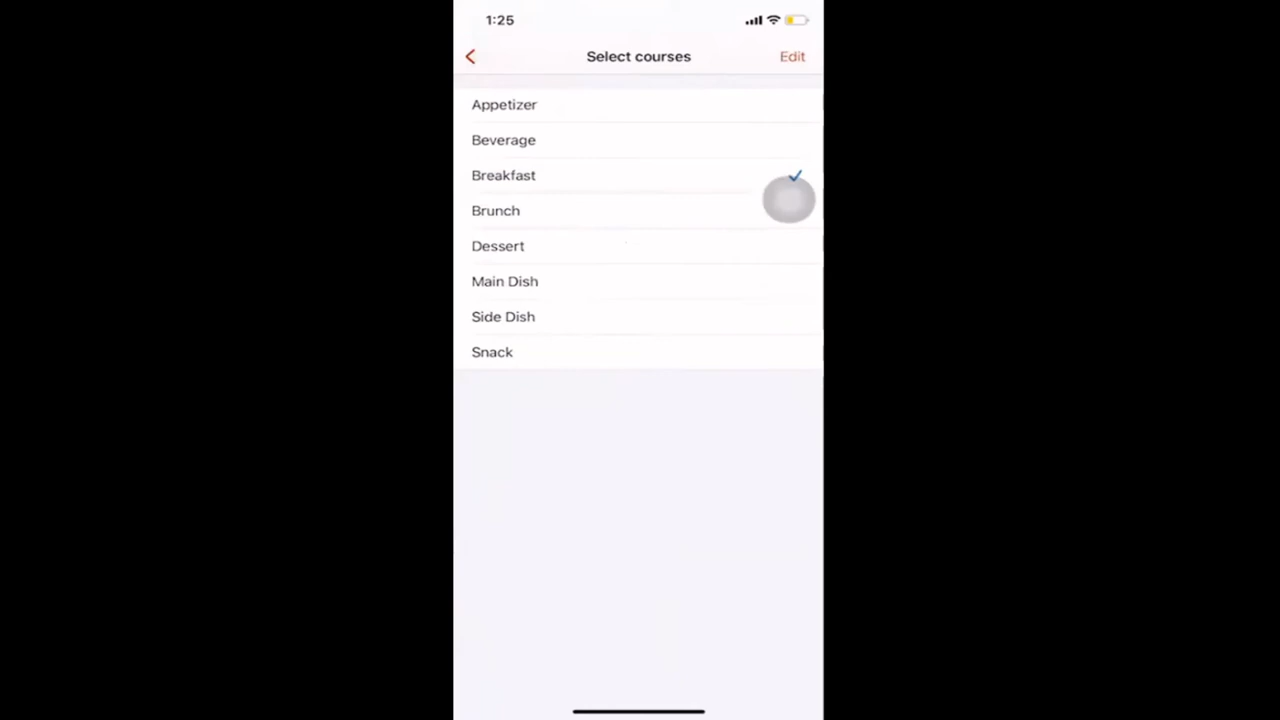 1:25
Select courses
Edit
Appetizer
Beverage
Breakfast
Brunch
Dessert
Main Dish
Side Dish
Snack